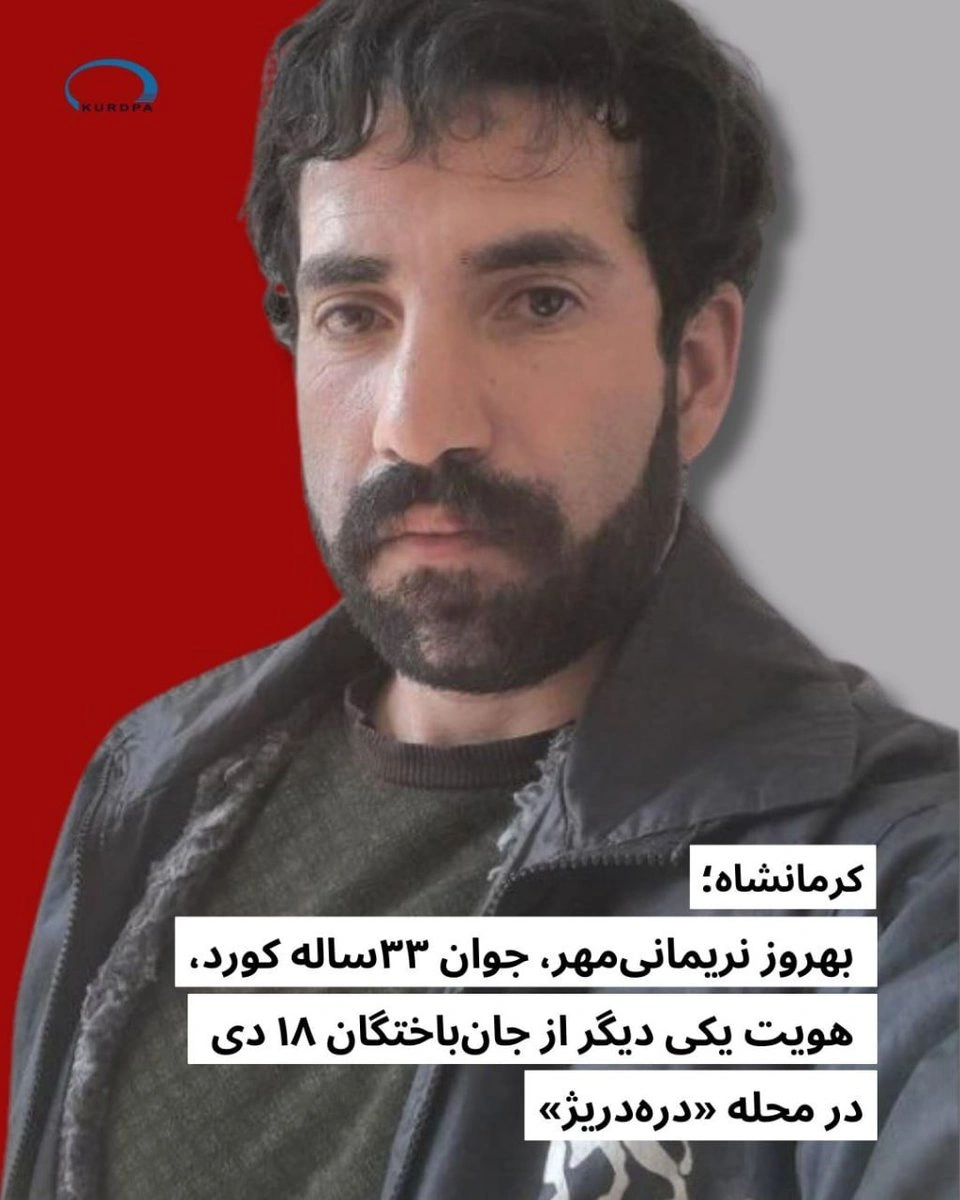 KURDPA
کرمانشاه؛
بهروز نریمانی‌مهر، جوان ۳۳ساله کورد،
هویت یکی دیگر از جان‌باختگان ۱۸ دی
در محله «دره‌دریژ»